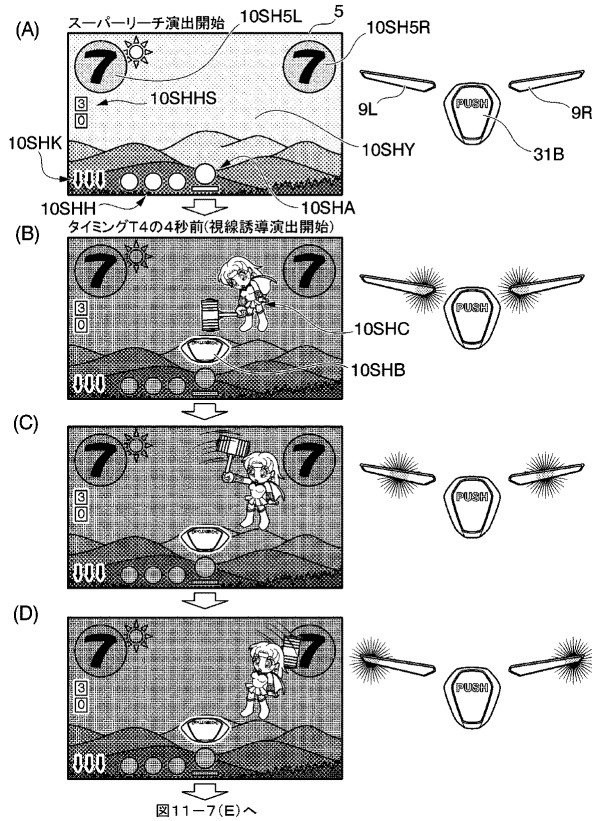 (A)
スーパーリーチ演出開始
10SH5L
5
10SH5R
7
7
3
0
10SHHS
9L
9R
PUSH
10SHK
10SHY
31B
10SHH
10SHA
タイミングT4の4秒前(視線誘導演出開始)
(B)
7
7
3
0
PUSH
10SHC
10SHB
(C)
7
7
3
0
PUSH
(D)
7
7
3
0
PUSH
図11-7(E)へ